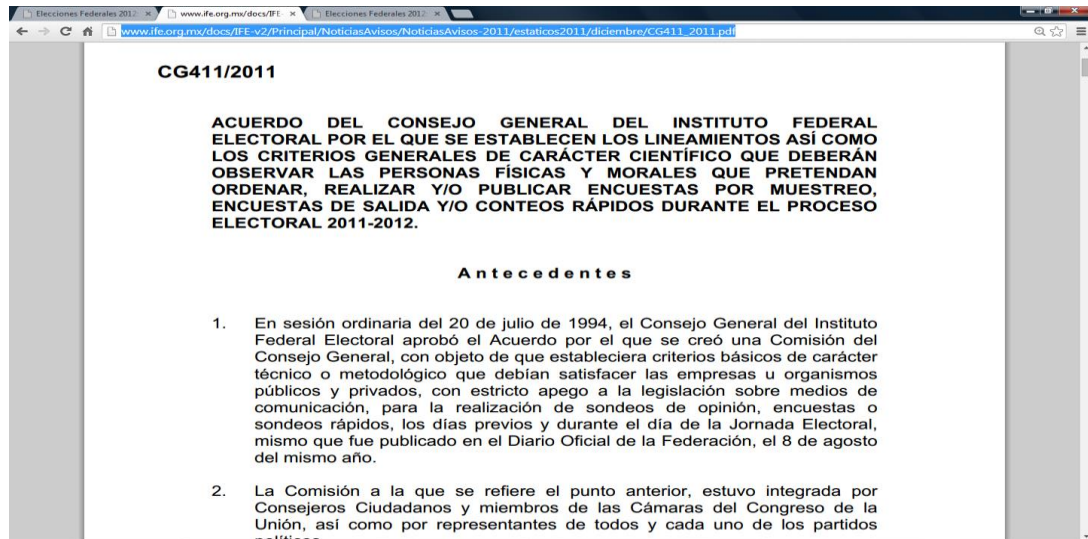 Elecciones Federales 2012
www.ife.org.mx/docs/IFE
Elecciones Federales 2012
www.ife.org.mx/docs/IFE-v2/Principal/NoticiasAvisos/NoticiasAvisos-2011/estaticos2011/diciembre/CG411_2011.pdf
CG411/2011
ACUERDO DEL CONSEJO GENERAL DEL INSTITUTO FEDERAL
ELECTORAL POR EL QUE SE ESTABLECEN LOS LINEAMIENTOS ASÍ COMO
LOS CRITERIOS GENERALES DE CARÁCTER CIENTÍFICO QUE DEBERÁN
OBSERVAR LAS PERSONAS FÍSICAS Y MORALES QUE PRETENDAN
ORDENAR, REALIZAR Y/O PUBLICAR ENCUESTAS POR MUESTREO,
ENCUESTAS DE SALIDA Y/O CONTEOS RÁPIDOS DURANTE EL PROCESO
ELECTORAL 2011-2012.
Antecedentes
1. En sesión ordinaria del 20 de julio de 1994, el Consejo General del Instituto
Federal Electoral aprobó el Acuerdo por el que se creó una Comisión del
Consejo General, con objeto de que estableciera criterios básicos de carácter
técnico o metodológico que debían satisfacer las empresas u organismos
públicos y privados, con estricto apego a la legislación sobre medios de
comunicación, para la realización de sondeos de opinión, encuestas o
sondeos rápidos, los días previos y durante el día de la Jornada Electoral,
mismo que fue publicado en el Diario Oficial de la Federación, el 8 de agosto
del mismo año.
2. La Comisión a la que se refiere el punto anterior, estuvo integrada por
Consejeros Ciudadanos y miembros de las Cámaras del Congreso de la
Unión, así como por representantes de todos y cada uno de los partidos